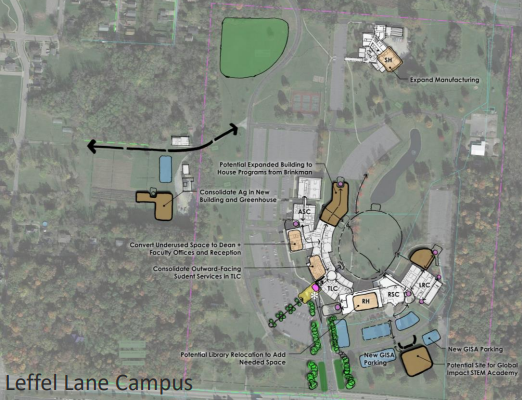 SH
Expand Manufacturing
Potential Expanded Building to
House Programs from Brinkman
Consolidate Ag in New
Building and Greenhouse
ASC
Convert Underused Space to Dean +
Faculty Offices and Reception
Consolidate Outward-Facing
Student Services in TLC
TLC
RH
RSC
LRC
Potential Library Relocation to Add
Needed Space
New GISA
Parking
New GISA Parking
Potential Site for Global
Impact STEM Academy
Leffel Lane Campus